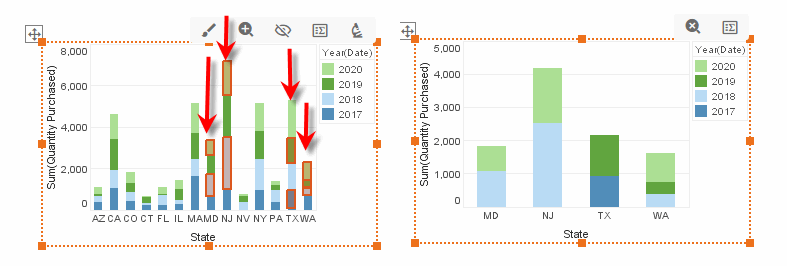 8,000
6,000
4,000
2,000
0
Sum(Quantity Purchased)
AZ CA CO CT FL IL MA MD NJ NV NY PA TX WA
State
Year(Date)
2020
2019
2018
2017
5,000
4,000
3,000
2,000
1,000
0
Sum(Quantity Purchased)
MD NJ TX WA
State
Year(Date)
2020
2019
2018
2017